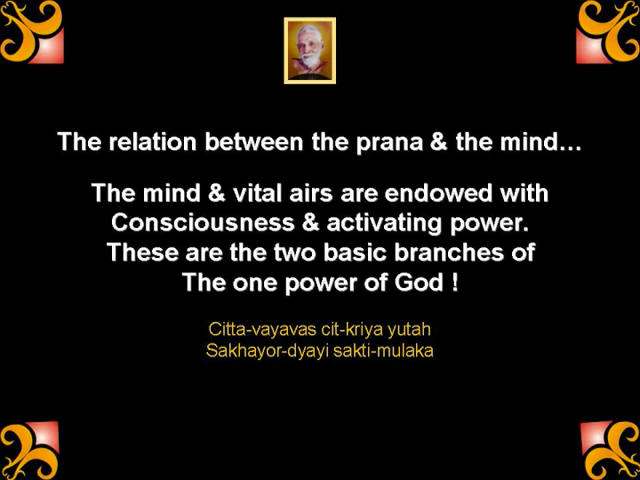 The relation between the prana & the mind…
The mind & vital airs are endowed with
Consciousness & activating power.
These are the two basic branches of
The one power of God !
Citta-vayavas cit-kriya yutah
Sakhayor-dyayi sakti-mulaka